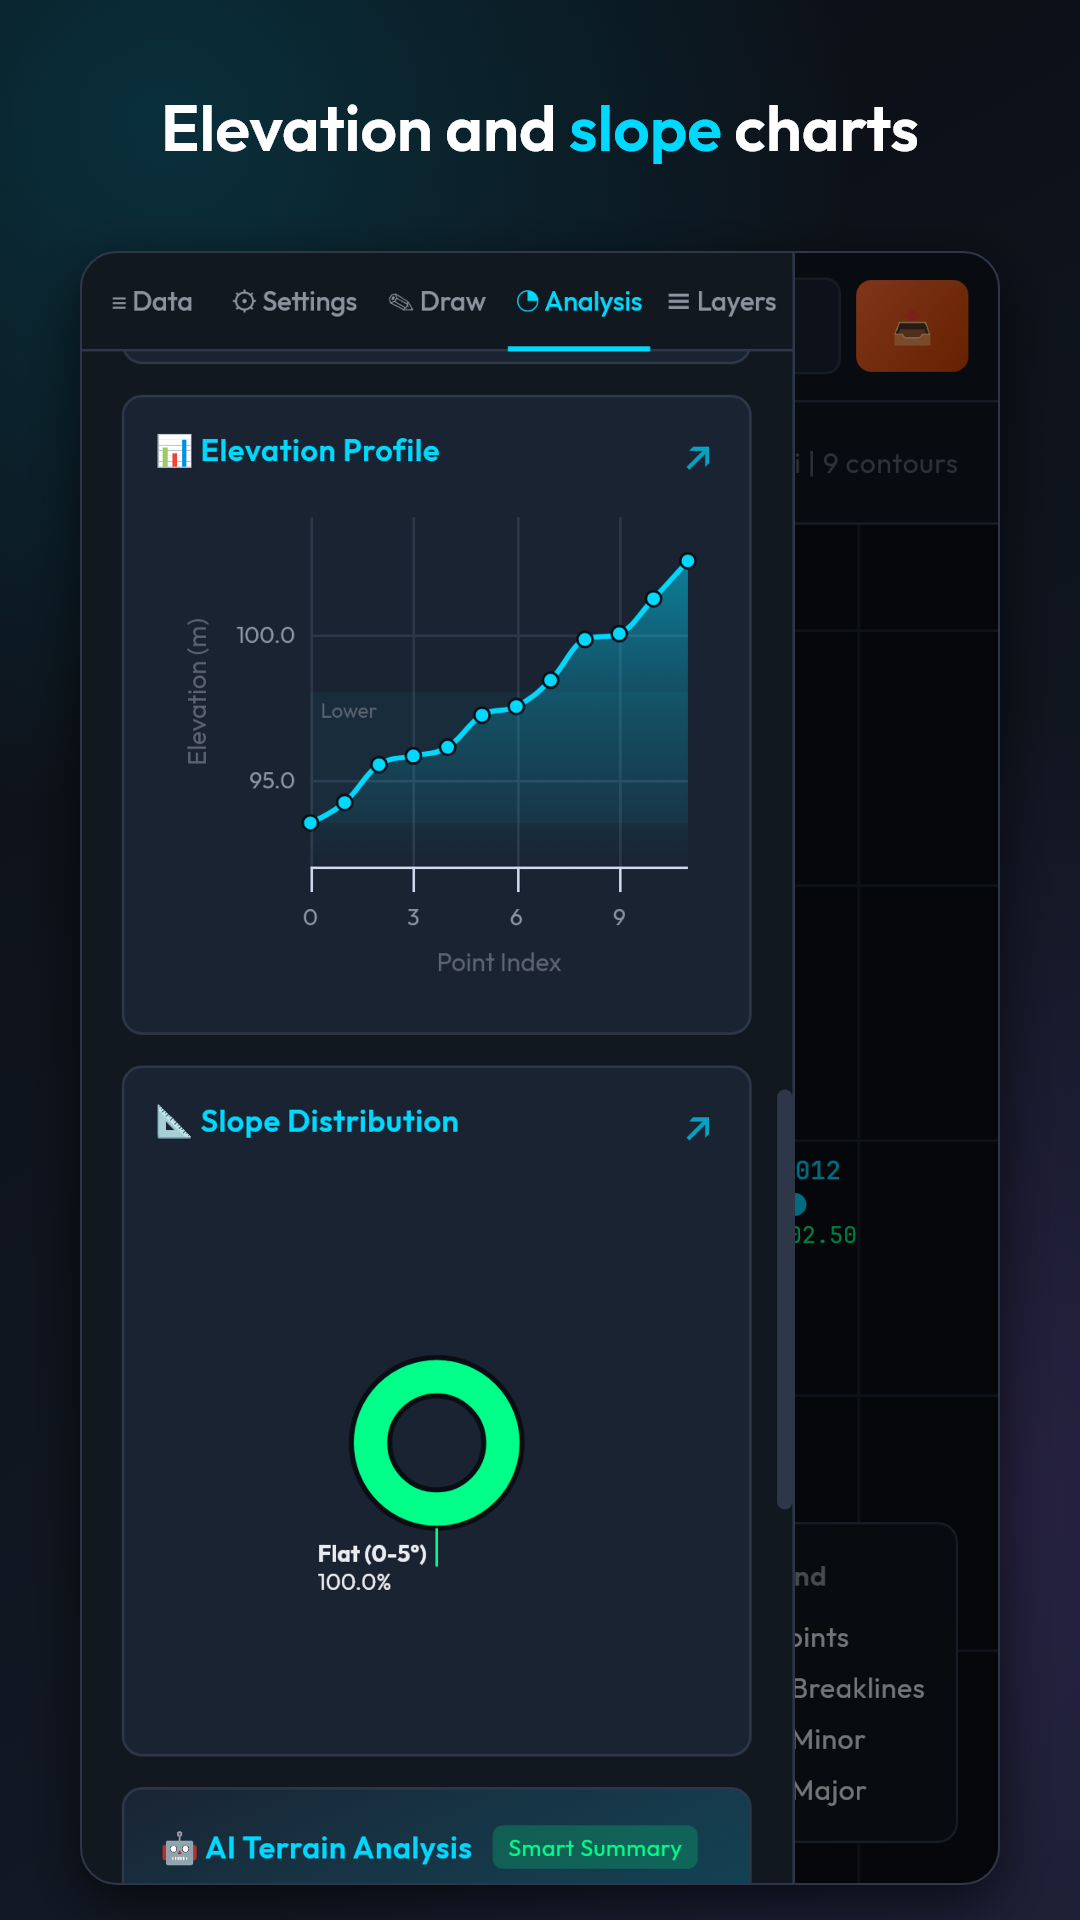 Elevation and slope charts
Data Settings Draw Analysis Layers
Elevation Profile
9 contours
Elevation (m)
100.0
Lower
95.0
0 3 6 9
Point Index
Slope Distribution
012
02.50
Flat (0-5°)
100.0%
Breaklines
Minor
Major
AI Terrain Analysis Smart Summary